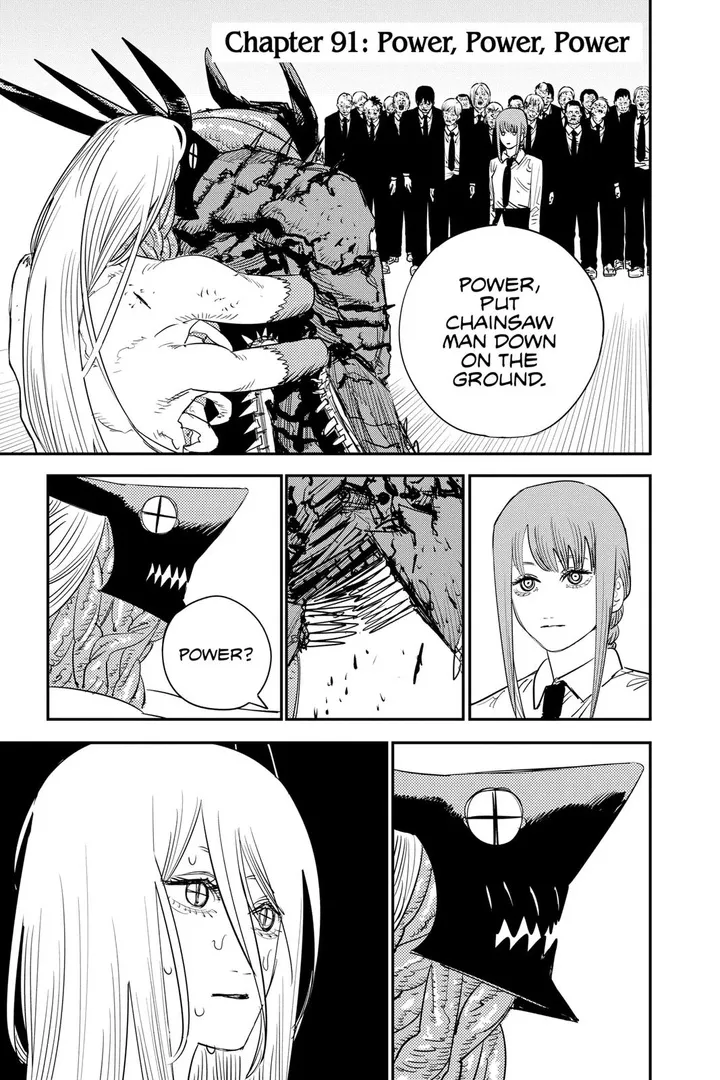 Chapter 91: Power, Power, Power
POWER,
PUT
CHAINSAW
MAN DOWN
ON THE
GROUND.
POWER?